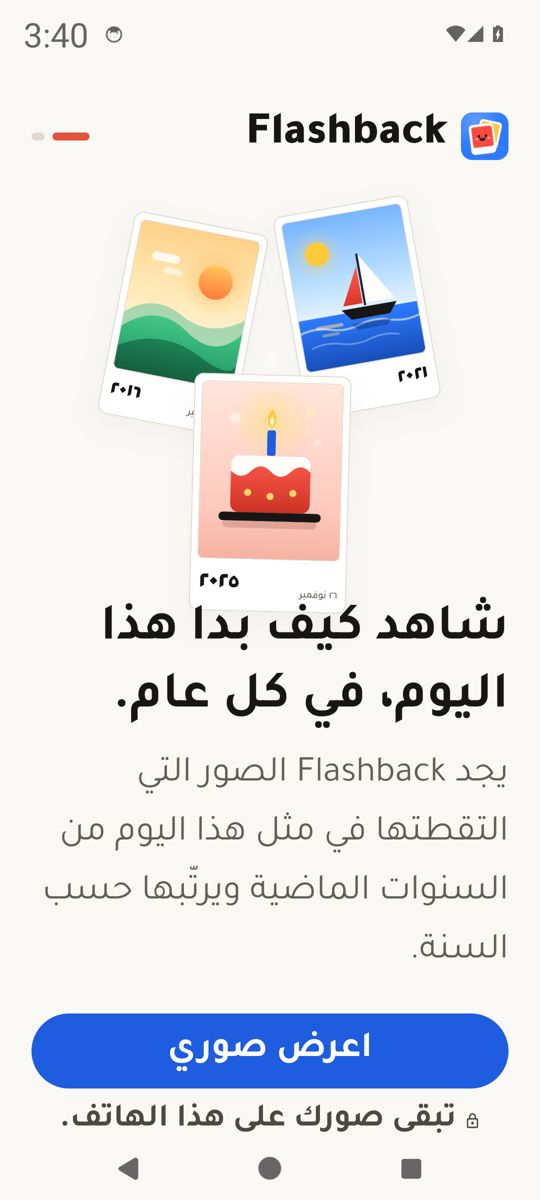 3:40
Flashback
٢٠١٦
٢٠٢١
٢٠٢٥
٢٦ نوفمبر
شاهد كيف بدا هذا
اليوم، في كل عام.
يجد Flashback الصور التي
التقطتها في مثل هذا اليوم من
السنوات الماضية ويرتّبها حسب
السنة.
اعرض صوري
تبقى صورك على هذا الهاتف.